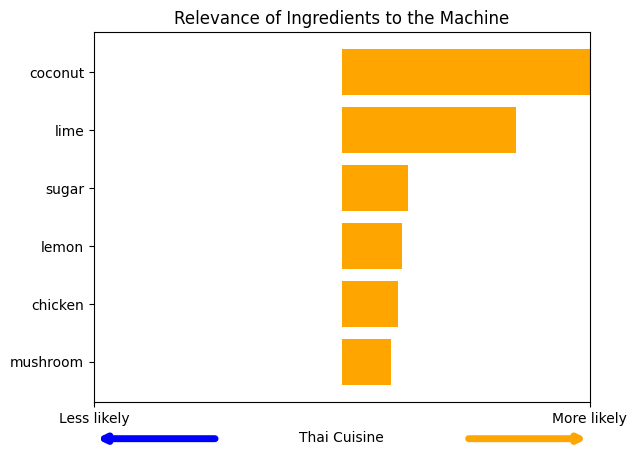 Relevance of Ingredients to the Machine
coconut
lime
sugar
lemon
chicken
mushroom
Less likely
More likely
Thai Cuisine